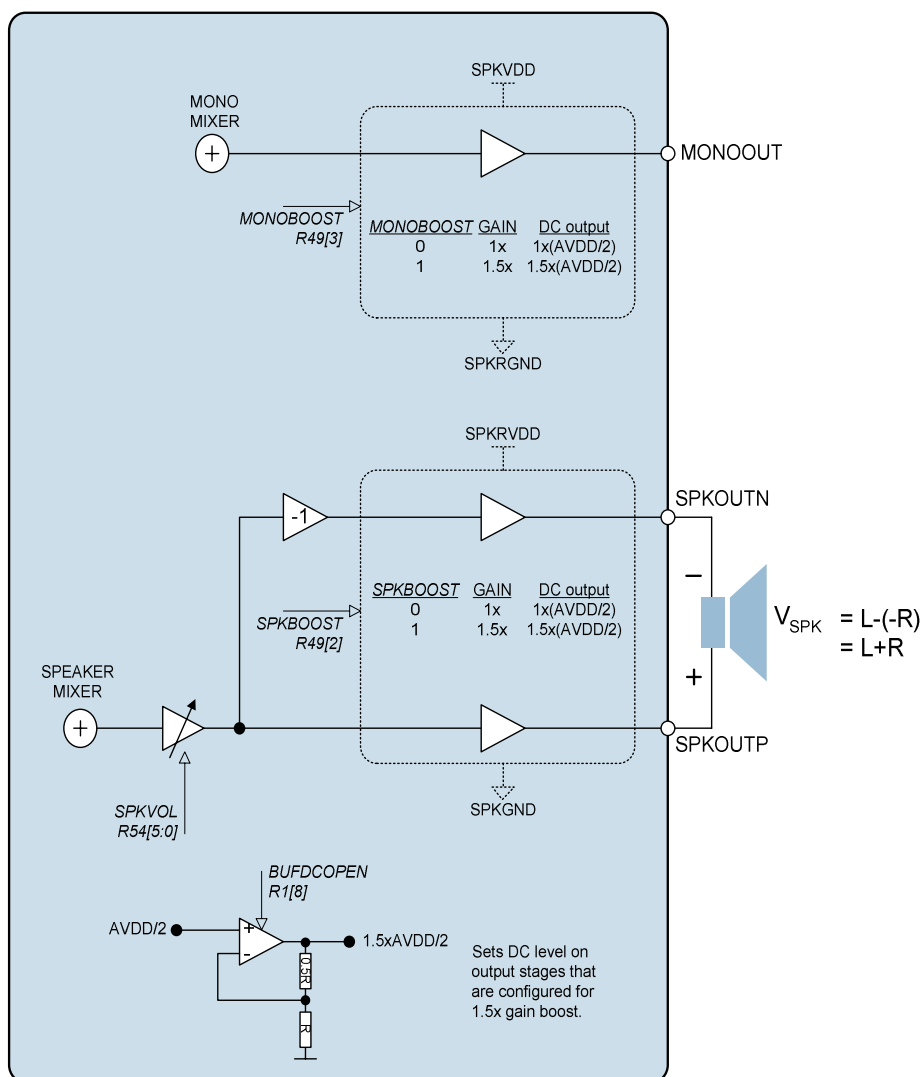 SPKVDD
MONO
MIXER
+
MONOOUT
MONOBOOST
R49[3]
MONOBOOST GAIN DC output
0 1x 1x(AVDD/2)
1 1.5x 1.5x(AVDD/2)
SPKRGND
SPKRVDD
-1
SPKOUTN
SPKBOOST
R49[2]
SPKBOOST GAIN DC output
0 1x 1x(AVDD/2)
1 1.5x 1.5x(AVDD/2)
−
+
VSPK = L-(-R)
= L+R
SPEAKER
MIXER
+
SPKOUTP
SPKGND
SPKVOL
R54[5:0]
BUFDCOPEN
R1[8]
AVDD/2
+
-
1.5xAVDD/2
0.5R
R
Sets DC level on
output stages that
are configured for
1.5x gain boost.